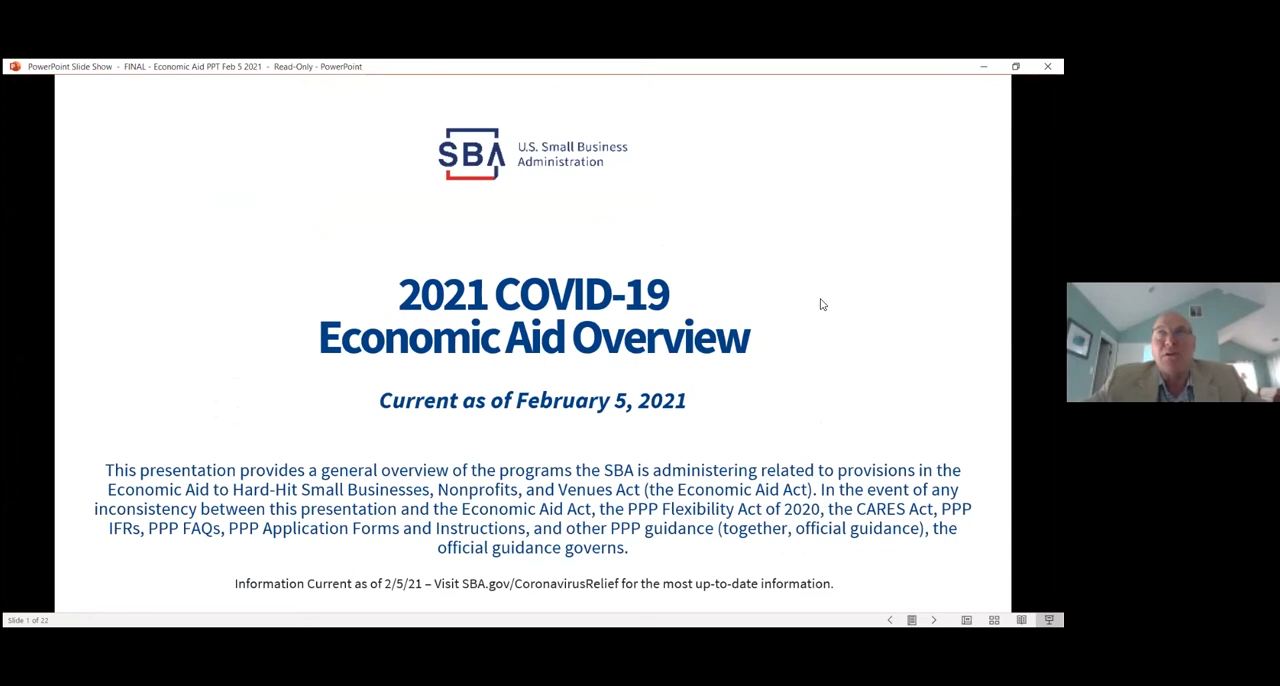 PowerPoint Slide Show - FINAL - Economic Aid PPT Feb 5 2021 - Read-Only - PowerPoint
SBA
U.S. Small Business
Administration
2021 COVID-19
Economic Aid Overview
Current as of February 5, 2021
This presentation provides a general overview of the programs the SBA is administering related to provisions in the
Economic Aid to Hard-Hit Small Businesses, Nonprofits, and Venues Act (the Economic Aid Act). In the event of any
inconsistency between this presentation and the Economic Aid Act, the PPP Flexibility Act of 2020, the CARES Act, PPP
IFRs, PPP FAQs, PPP Application Forms and Instructions, and other PPP guidance (together, official guidance), the
official guidance governs.
Information Current as of 2/5/21 – Visit SBA.gov/CoronavirusRelief for the most up-to-date information.
Slide 1 of 22